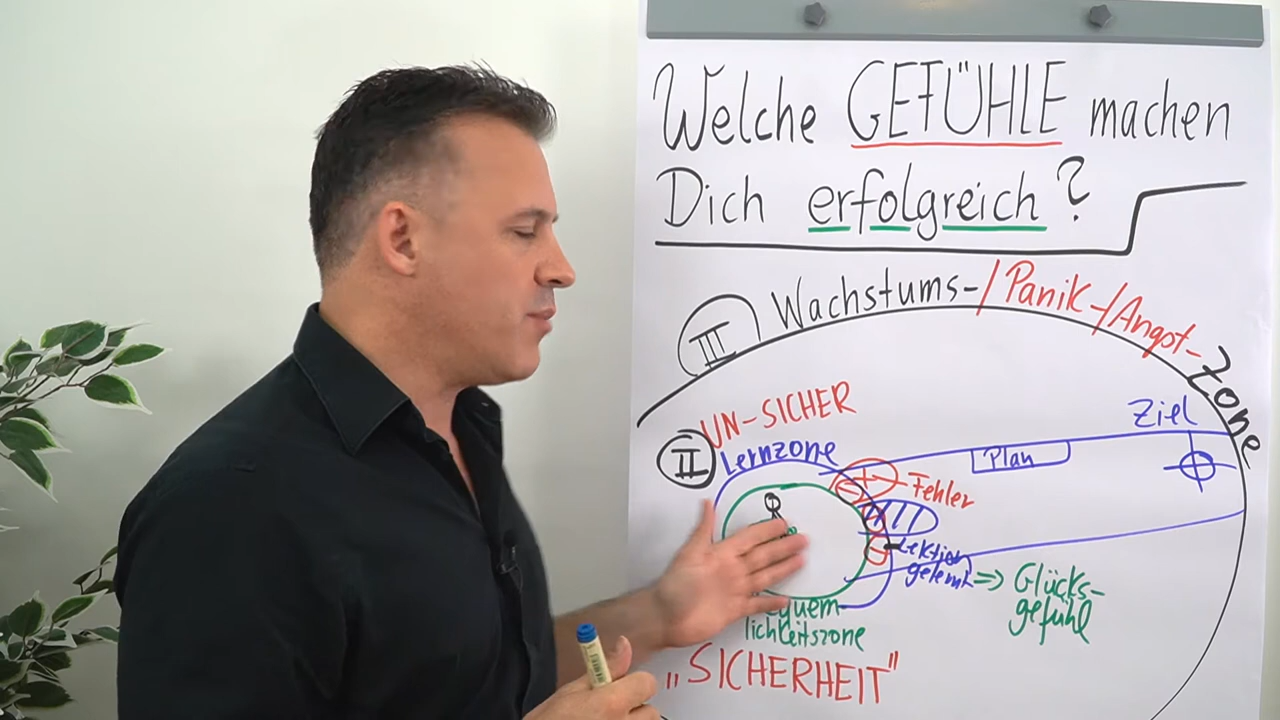 Welche GEFÜHLE machen
Dich erfolgreich?
III Wachstums-/Panik-/Angst-Zone
UN-SICHER
II Lernzone
Ziel
Plan
Fehler
Lektion
gelernt => Glücks-
gefühl
lichkeitszone
„SICHERHEIT"